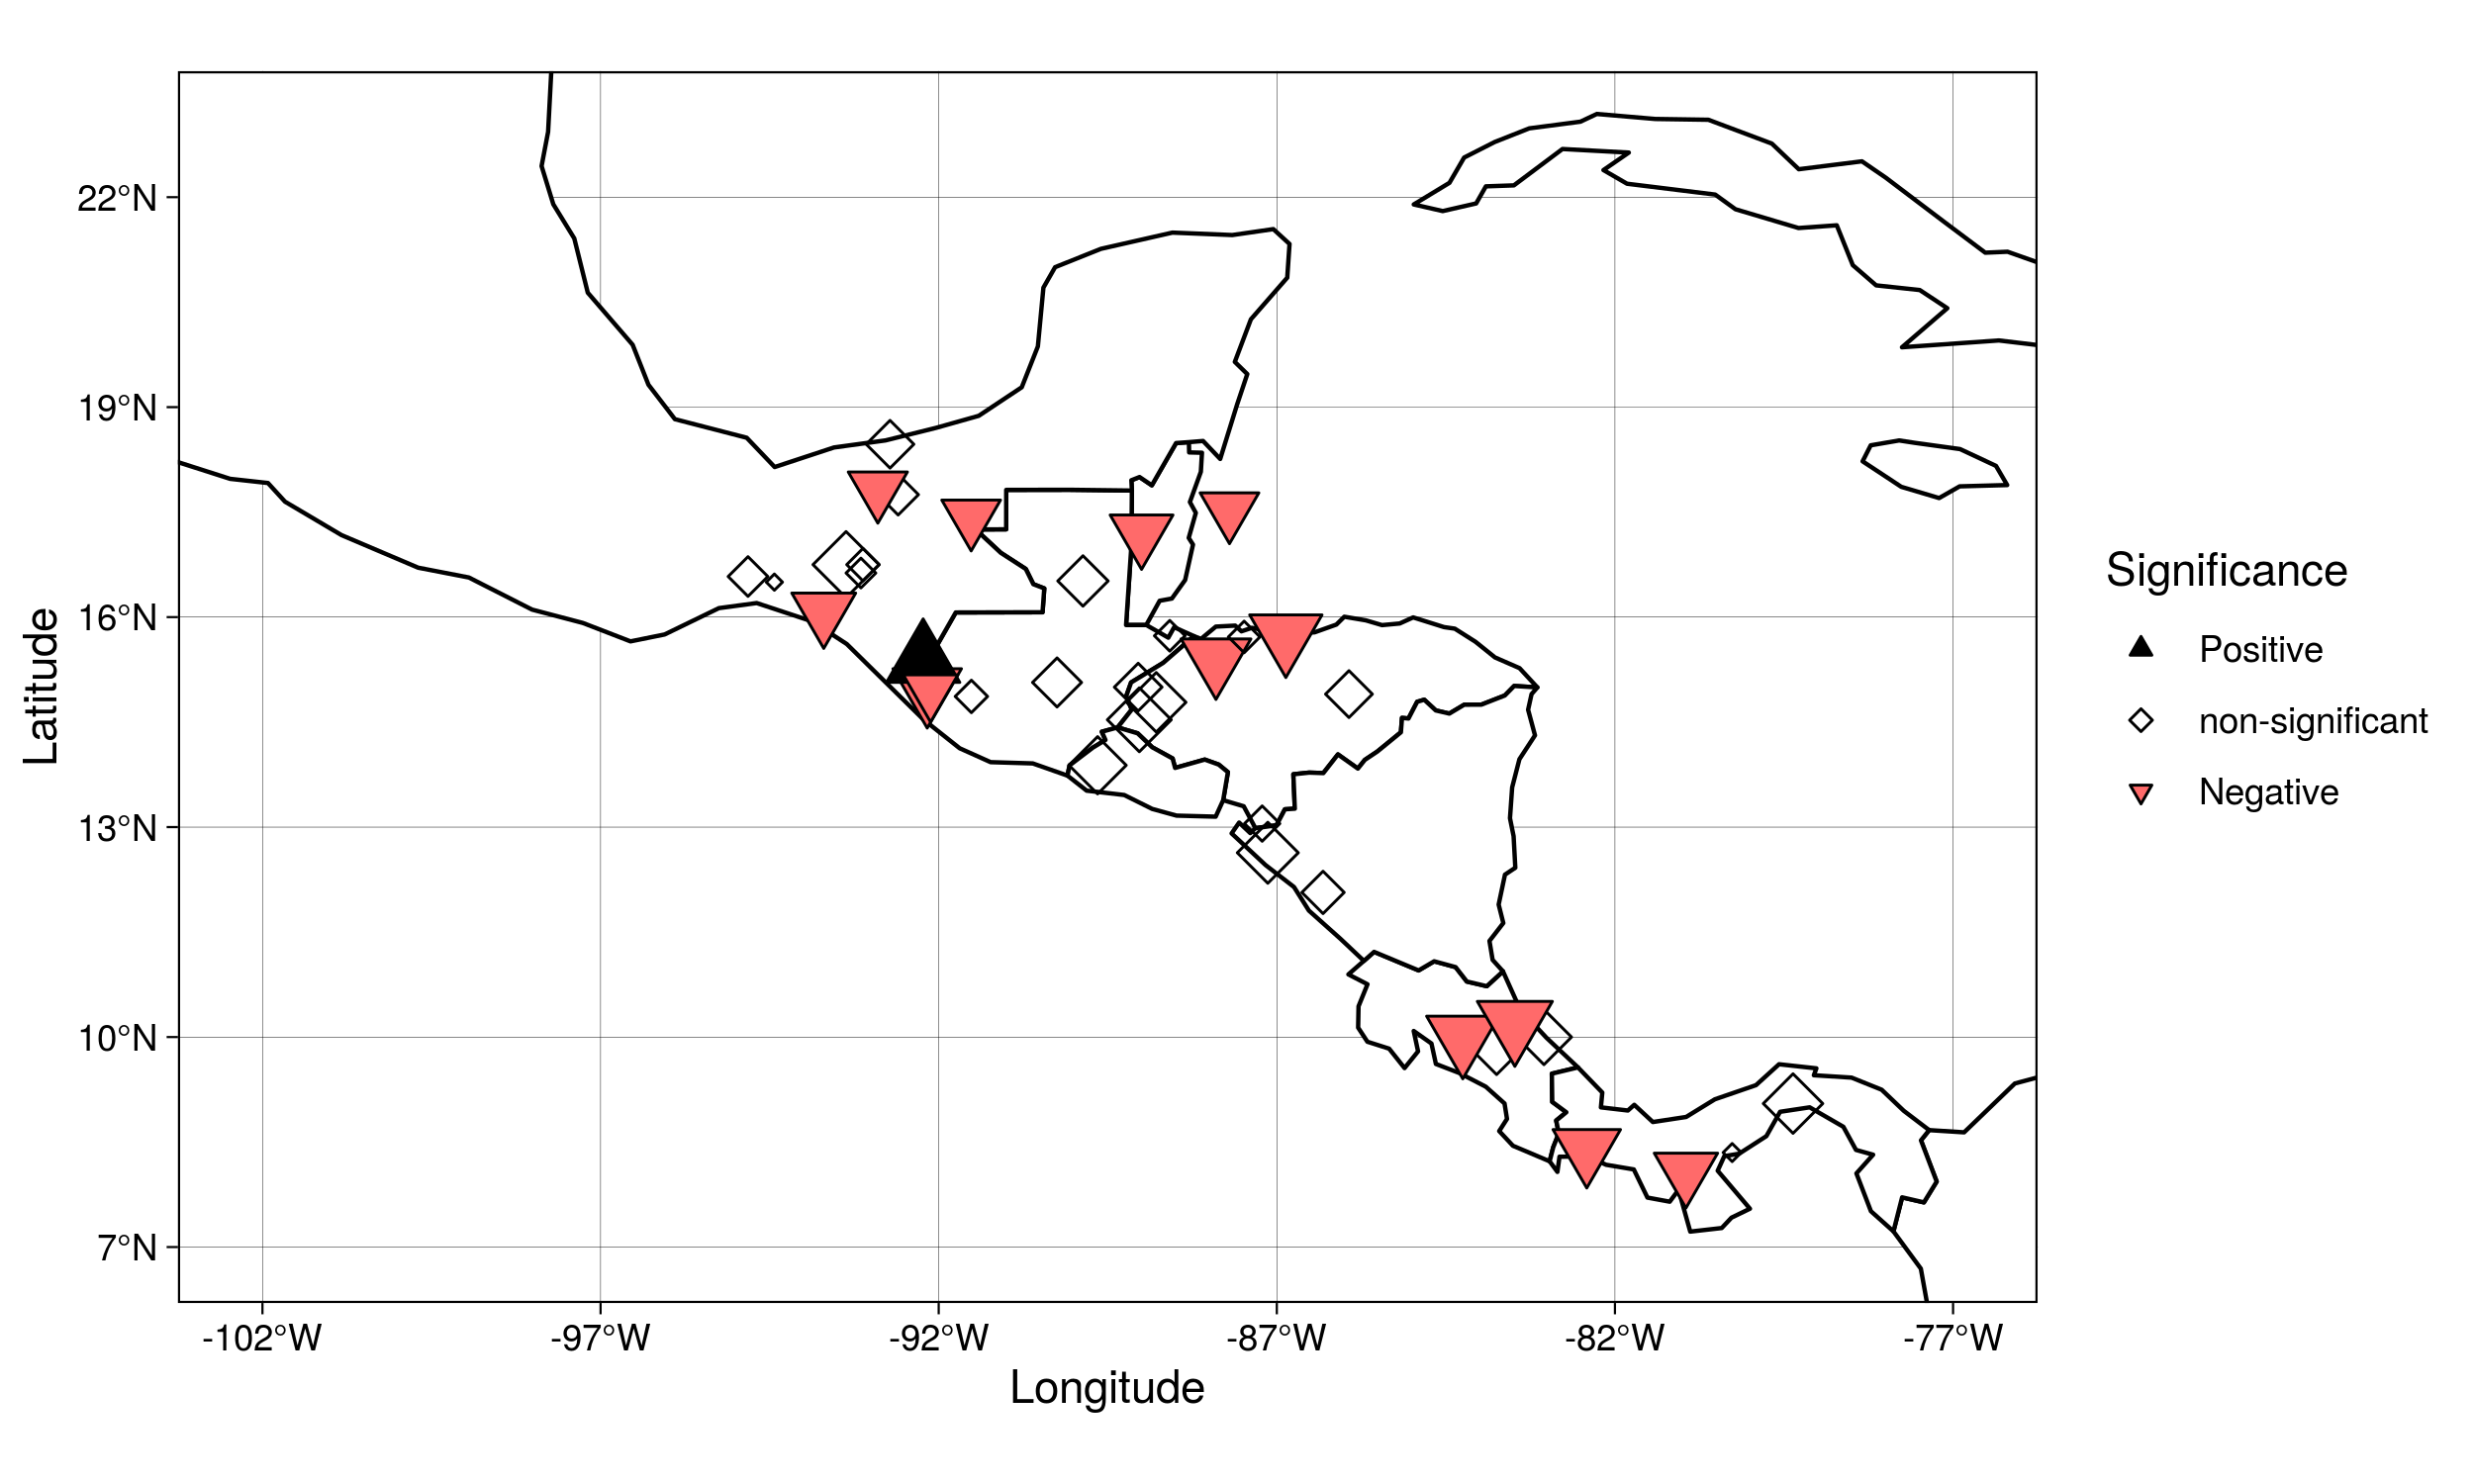 22°N
19°N
16°N
13°N
10°N
7°N
Latitude
-102°W
-97°W
-92°W
-87°W
-82°W
-77°W
Longitude
Significance
Positive
non-significant
Negative